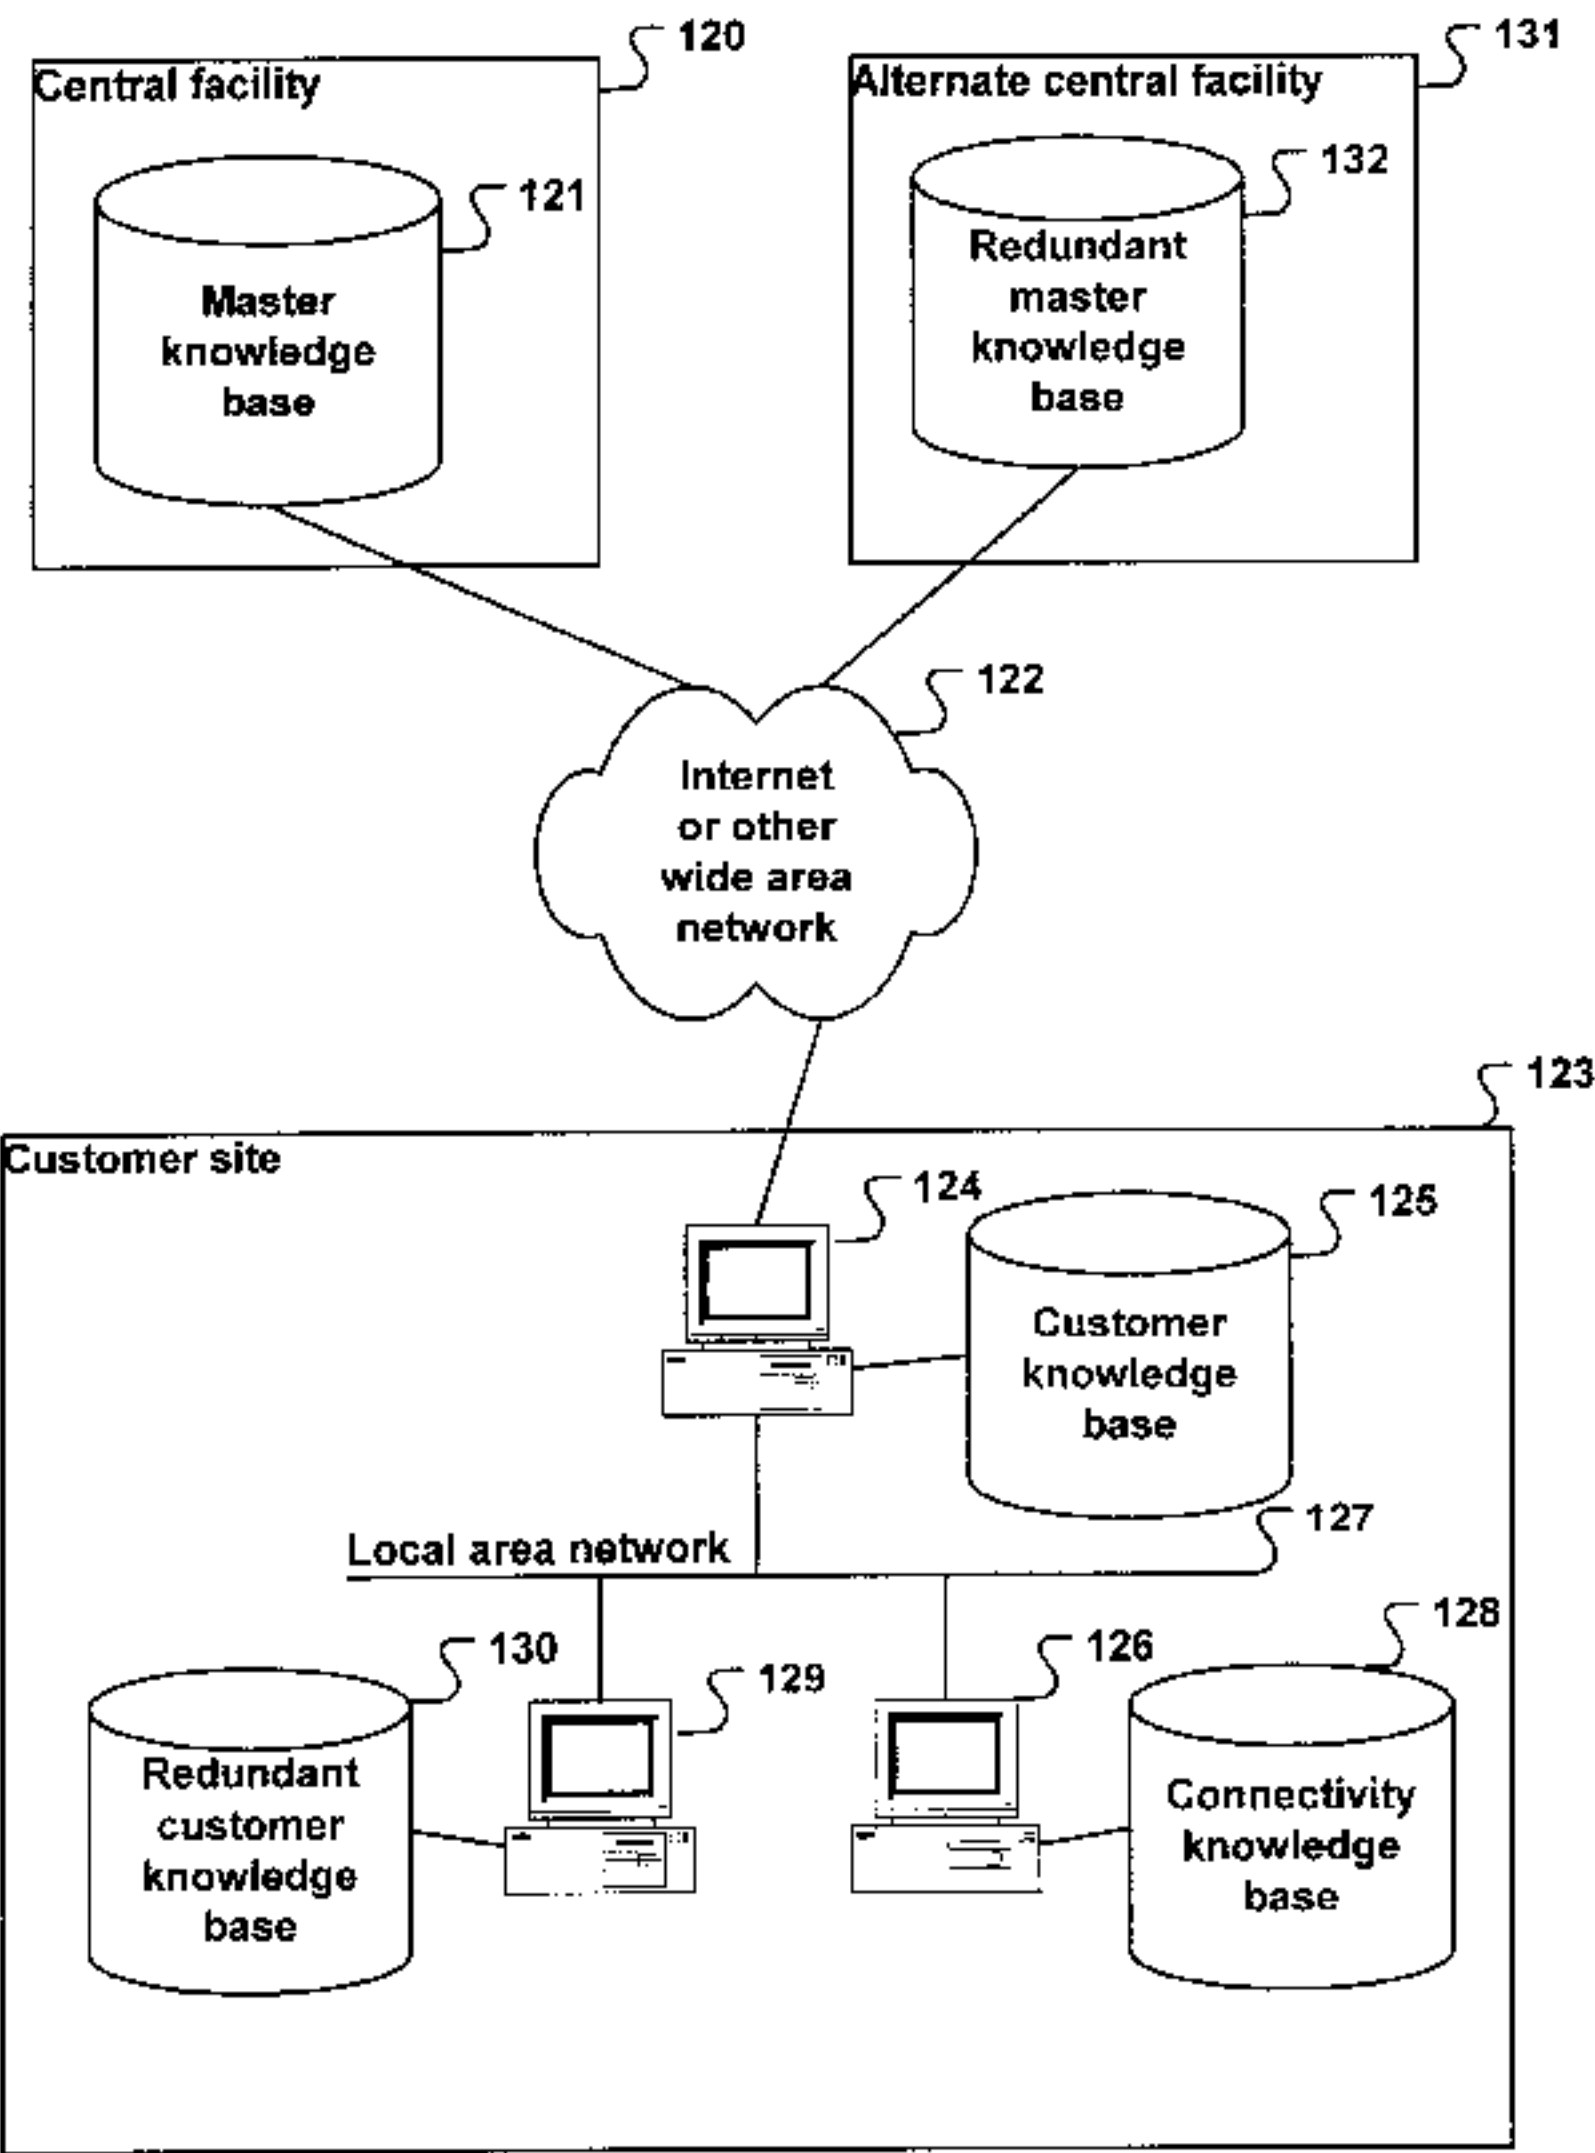 120
131
Central facility
Alternate central facility
121
132
Master
knowledge
base
Redundant
master
knowledge
base
122
Internet
or other
wide area
network
123
Customer site
124
125
Customer
knowledge
base
127
Local area network
130
129
126
128
Redundant
customer
knowledge
base
Connectivity
knowledge
base